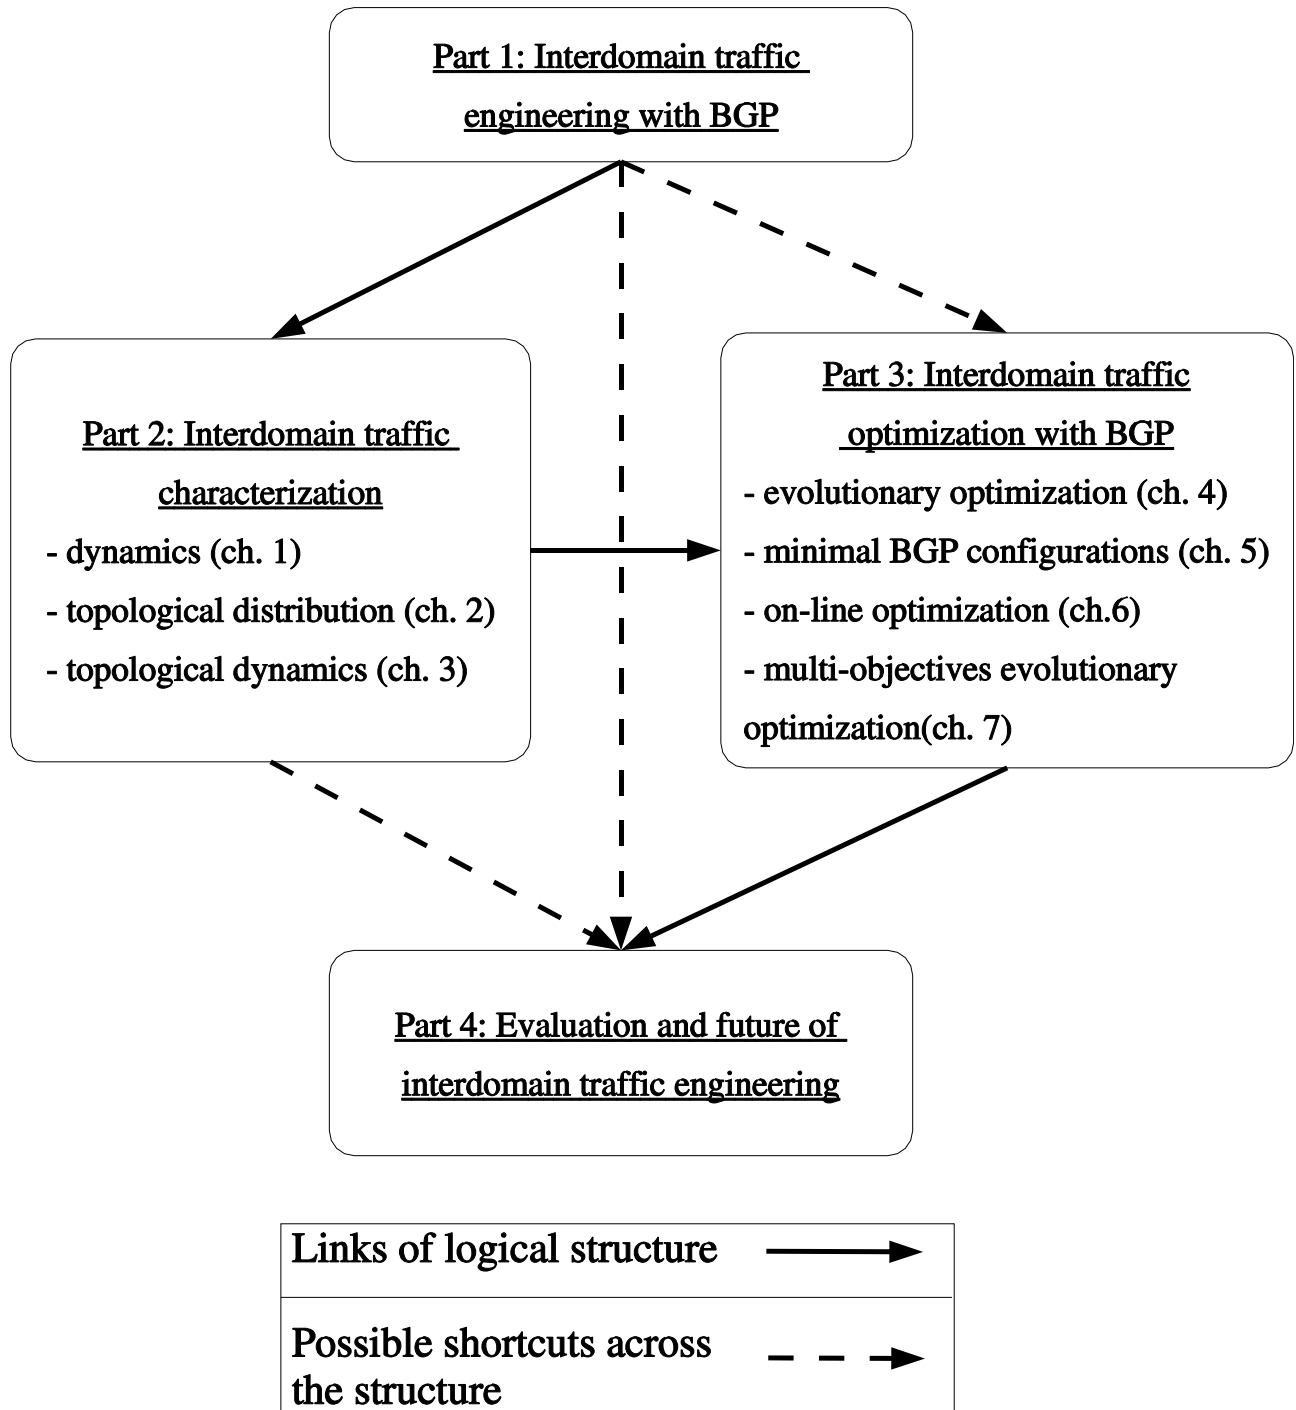 Part 1: Interdomain traffic
engineering with BGP
Part 2: Interdomain traffic
characterization
- dynamics (ch. 1)
- topological distribution (ch. 2)
- topological dynamics (ch. 3)
Part 3: Interdomain traffic
optimization with BGP
- evolutionary optimization (ch. 4)
- minimal BGP configurations (ch. 5)
- on-line optimization (ch.6)
- multi-objectives evolutionary
optimization(ch. 7)
Part 4: Evaluation and future of
interdomain traffic engineering
Links of logical structure
Possible shortcuts across
the structure